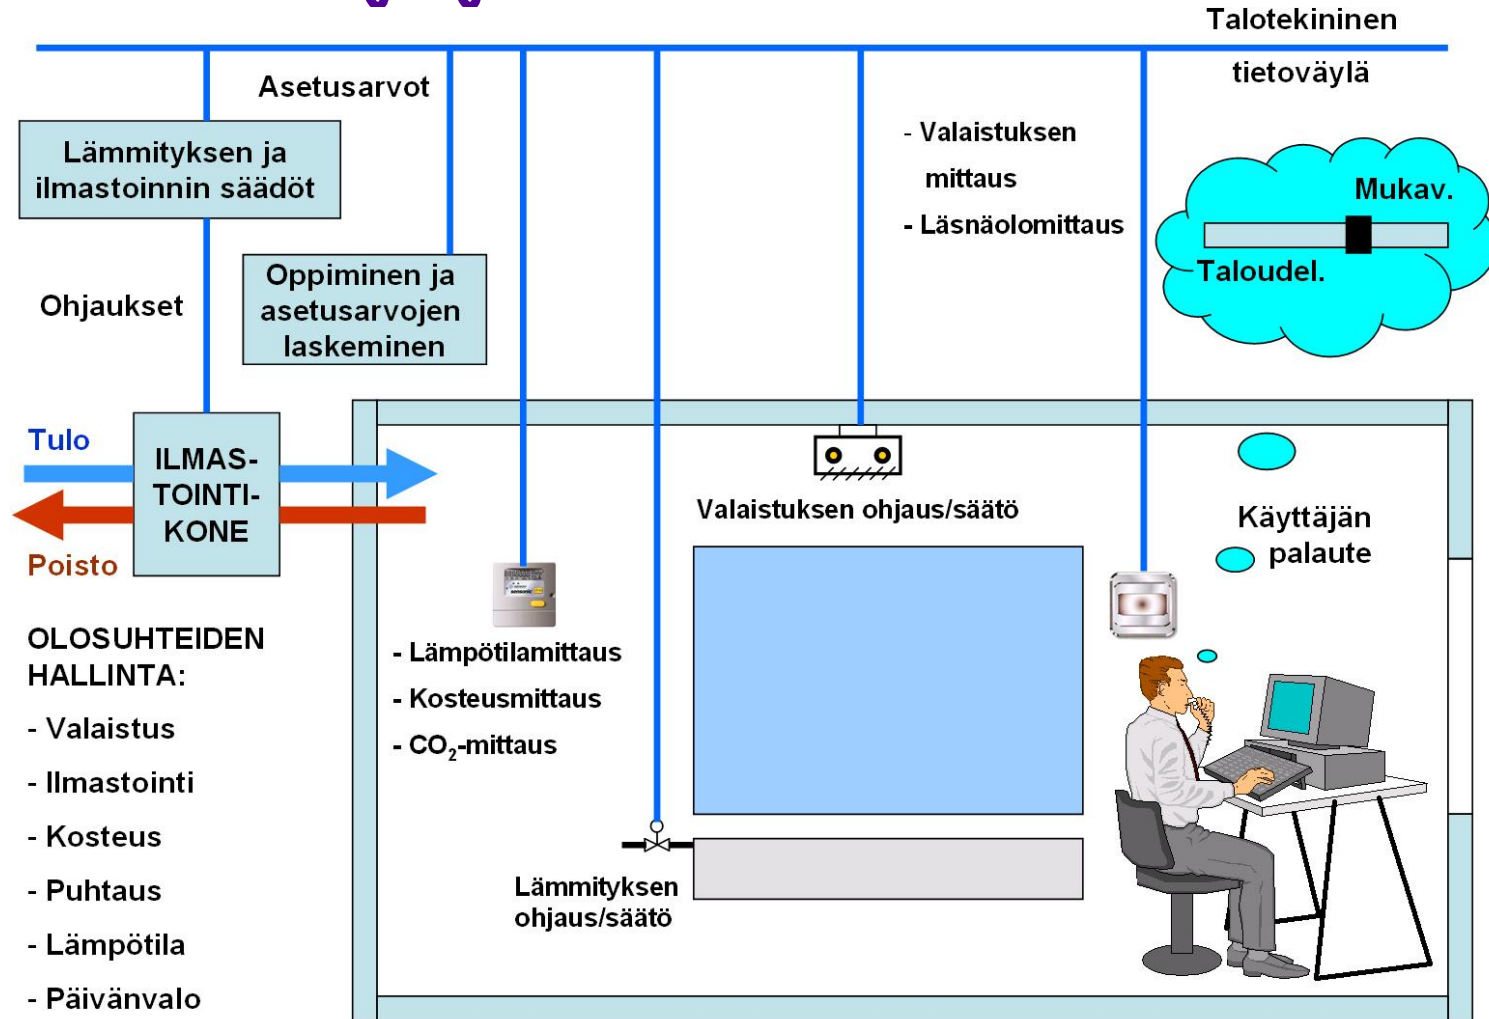 Talotekininen
tietoväylä
Asetusarvot
Lämmityksen ja
ilmastoinnin säädöt
- Valaistuksen
mittaus
- Läsnäolomittaus
Mukav.
Taloudel.
Oppiminen ja
asetusarvojen
laskeminen
Ohjaukset
Tulo
ILMAS-
TOINTI-
KONE
Poisto
Valaistuksen ohjaus/säätö
Käyttäjän
palaute
OLOSUHTEIDEN
HALLINTA:
- Valaistus
- Ilmastointi
- Kosteus
- Puhtaus
- Lämpötila
- Päivänvalo
- Lämpötilamittaus
- Kosteusmittaus
- CO₂-mittaus
Lämmityksen
ohjaus/säätö